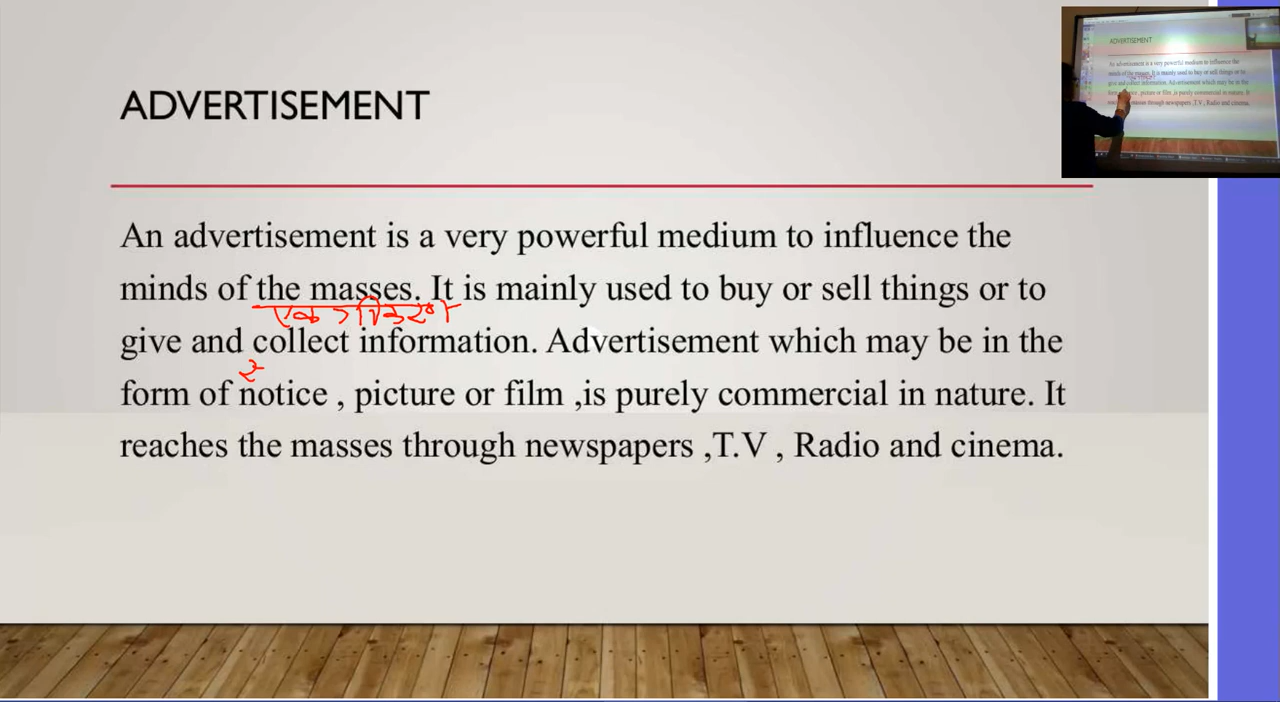 ADVERTISEMENT
An advertisement is a very powerful medium to influence the
minds of the masses. It is mainly used to buy or sell things or to
give and collect information. Advertisement which may be in the
form of notice , picture or film ,is purely commercial in nature. It
reaches the masses through newspapers ,T.V , Radio and cinema.